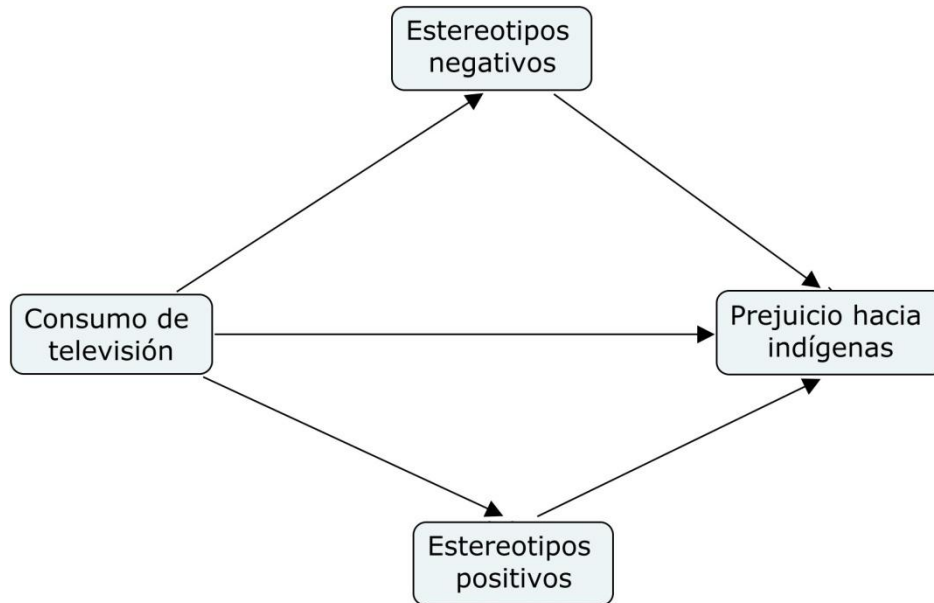 Estereotipos
negativos
Consumo de
televisión
Prejuicio hacia
indígenas
Estereotipos
positivos